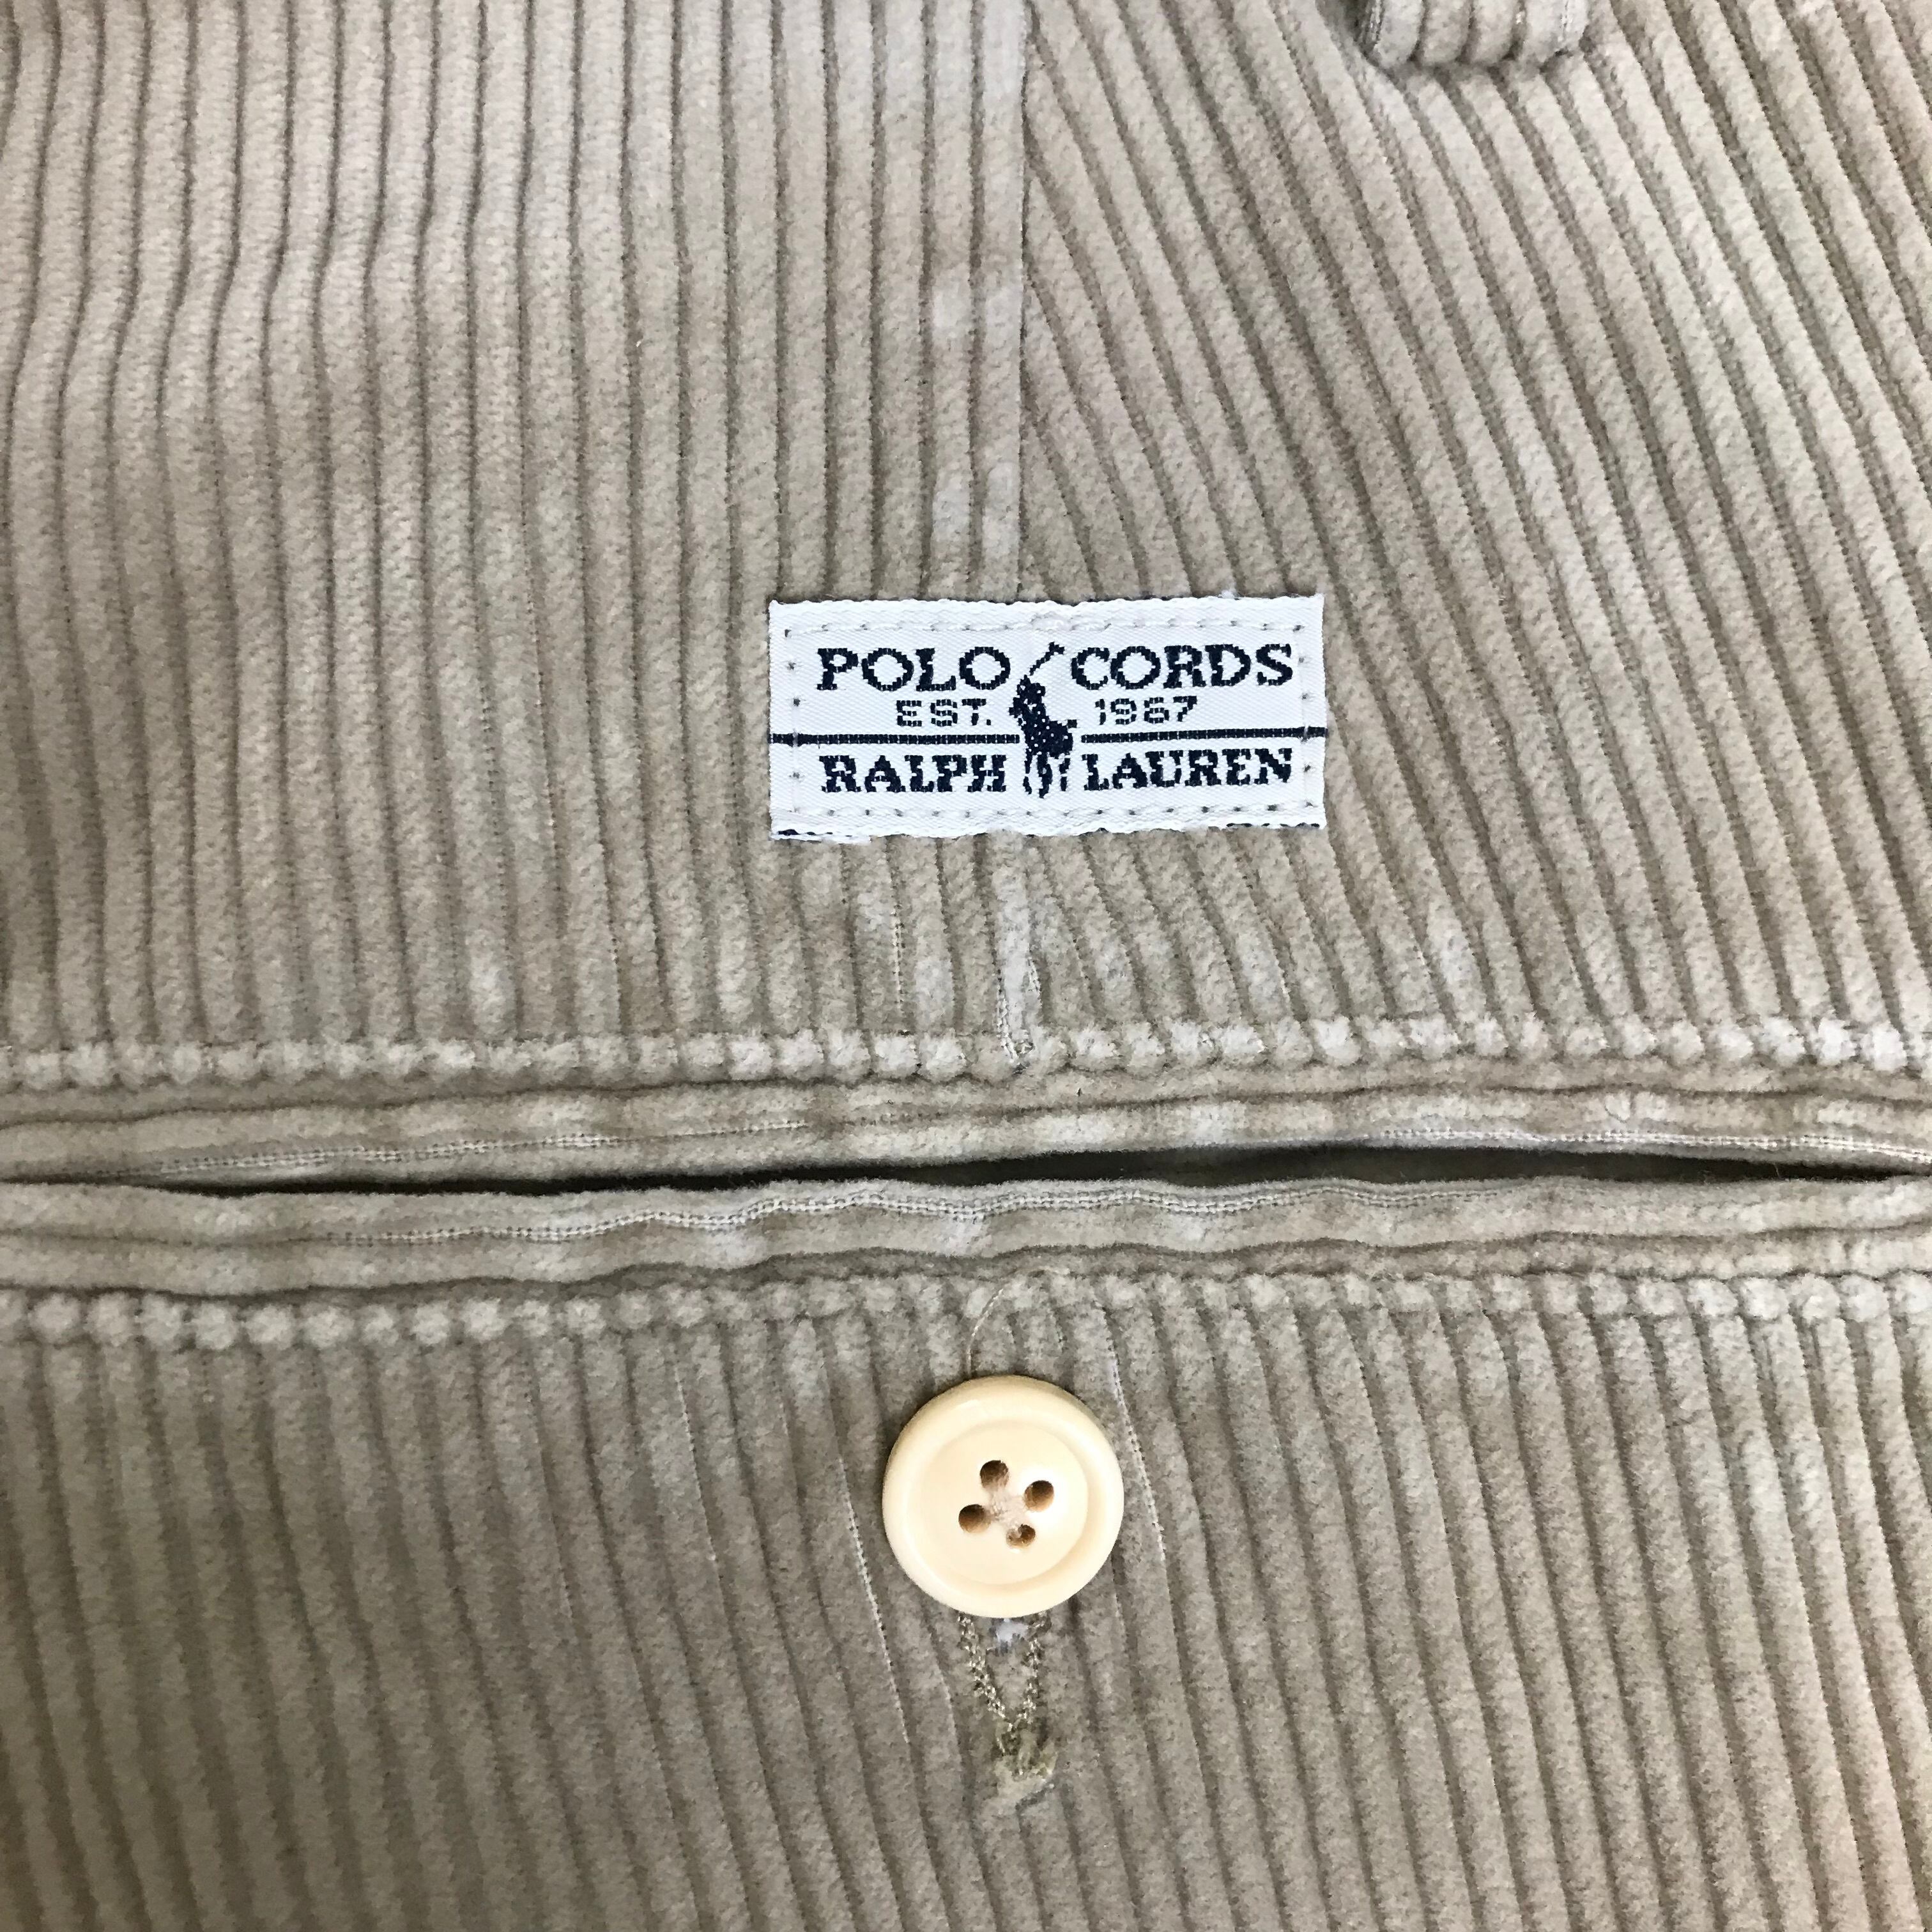 POLO CORDS
EST. 1967
RALPH LAUREN